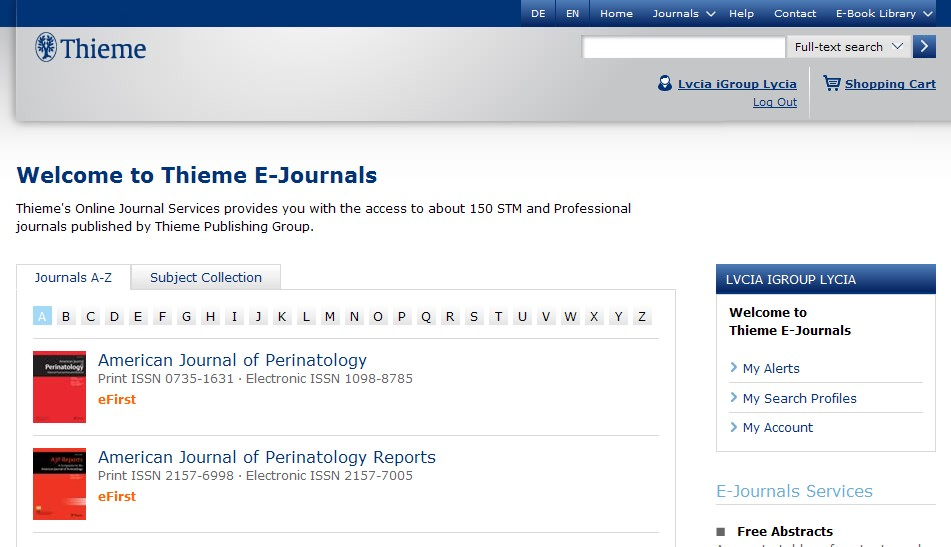 DE EN Home Journals Help Contact E-Book Library
Thieme
Full-text search
Lvcia iGroup Lycia
Shopping Cart
Log Out
Welcome to Thieme E-Journals
Thieme's Online Journal Services provides you with the access to about 150 STM and Professional
journals published by Thieme Publishing Group.
Journals A-Z Subject Collection
A B C D E F G H I J K L M N O P Q R S T U V W X Y Z
American Journal of Perinatology
Print ISSN 0735-1631 · Electronic ISSN 1098-8785
eFirst
Perinatology
American Journal of Perinatology Reports
Print ISSN 2157-6998 · Electronic ISSN 2157-7005
eFirst
AJP Reports
LVCIA IGROUP LYCIA
Welcome to
Thieme E-Journals
My Alerts
My Search Profiles
My Account
E-Journals Services
Free Abstracts